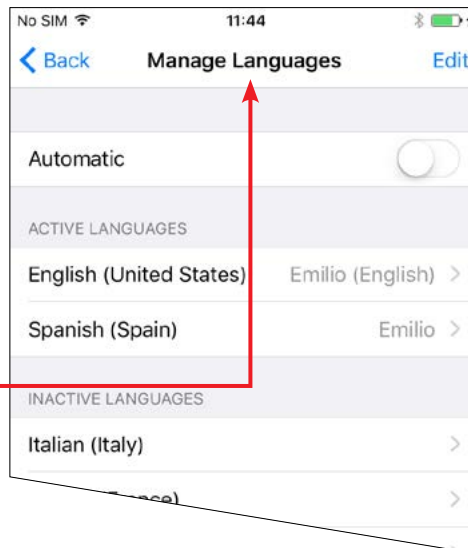 No SIM 11:44
Back Manage Languages Edit
Automatic
ACTIVE LANGUAGES
English (United States) Emilio (English)
Spanish (Spain) Emilio
INACTIVE LANGUAGES
Italian (Italy)